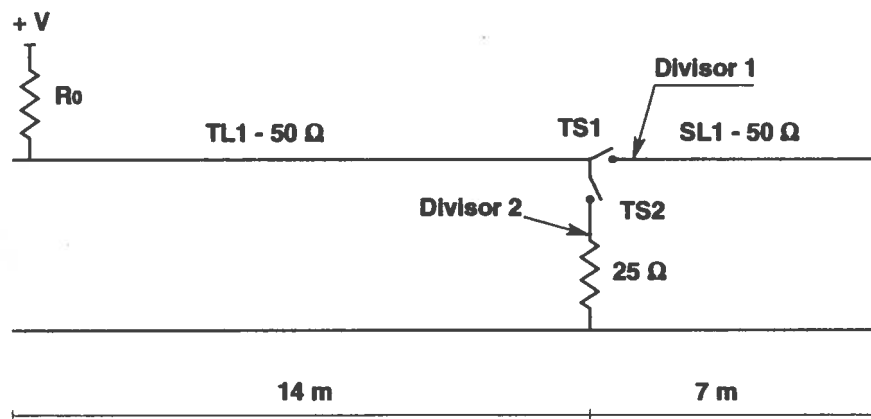 + V
R0
Divisor 1
TL1 - 50 Ω
TS1
SL1 - 50 Ω
Divisor 2
TS2
25 Ω
14 m
7 m